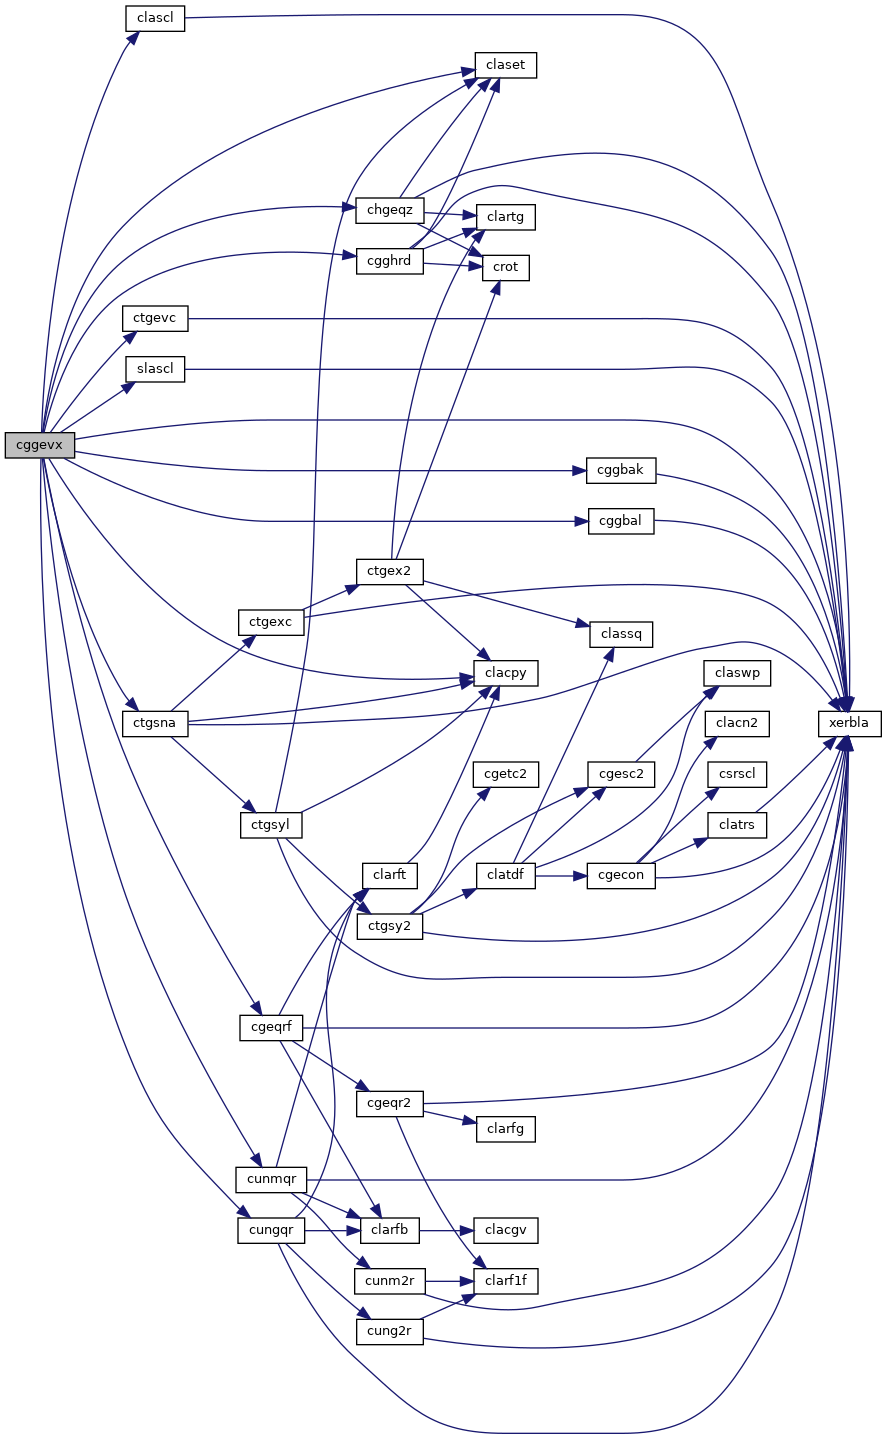 clascl
claset
chgeqz
clartg
cgghrd
crot
ctgevc
slascl
cggevx
cggbak
cggbal
ctgex2
ctgexc
classq
clacpy
claswp
ctgsna
clacn2
xerbla
cgetc2
cgesc2
csrscl
ctgsyl
clatrs
clarft
clatdf
cgecon
ctgsy2
cgeqrf
cgeqr2
clarfg
cunmqr
cungqr
clarfb
clacgv
cunm2r
clarf1f
cung2r